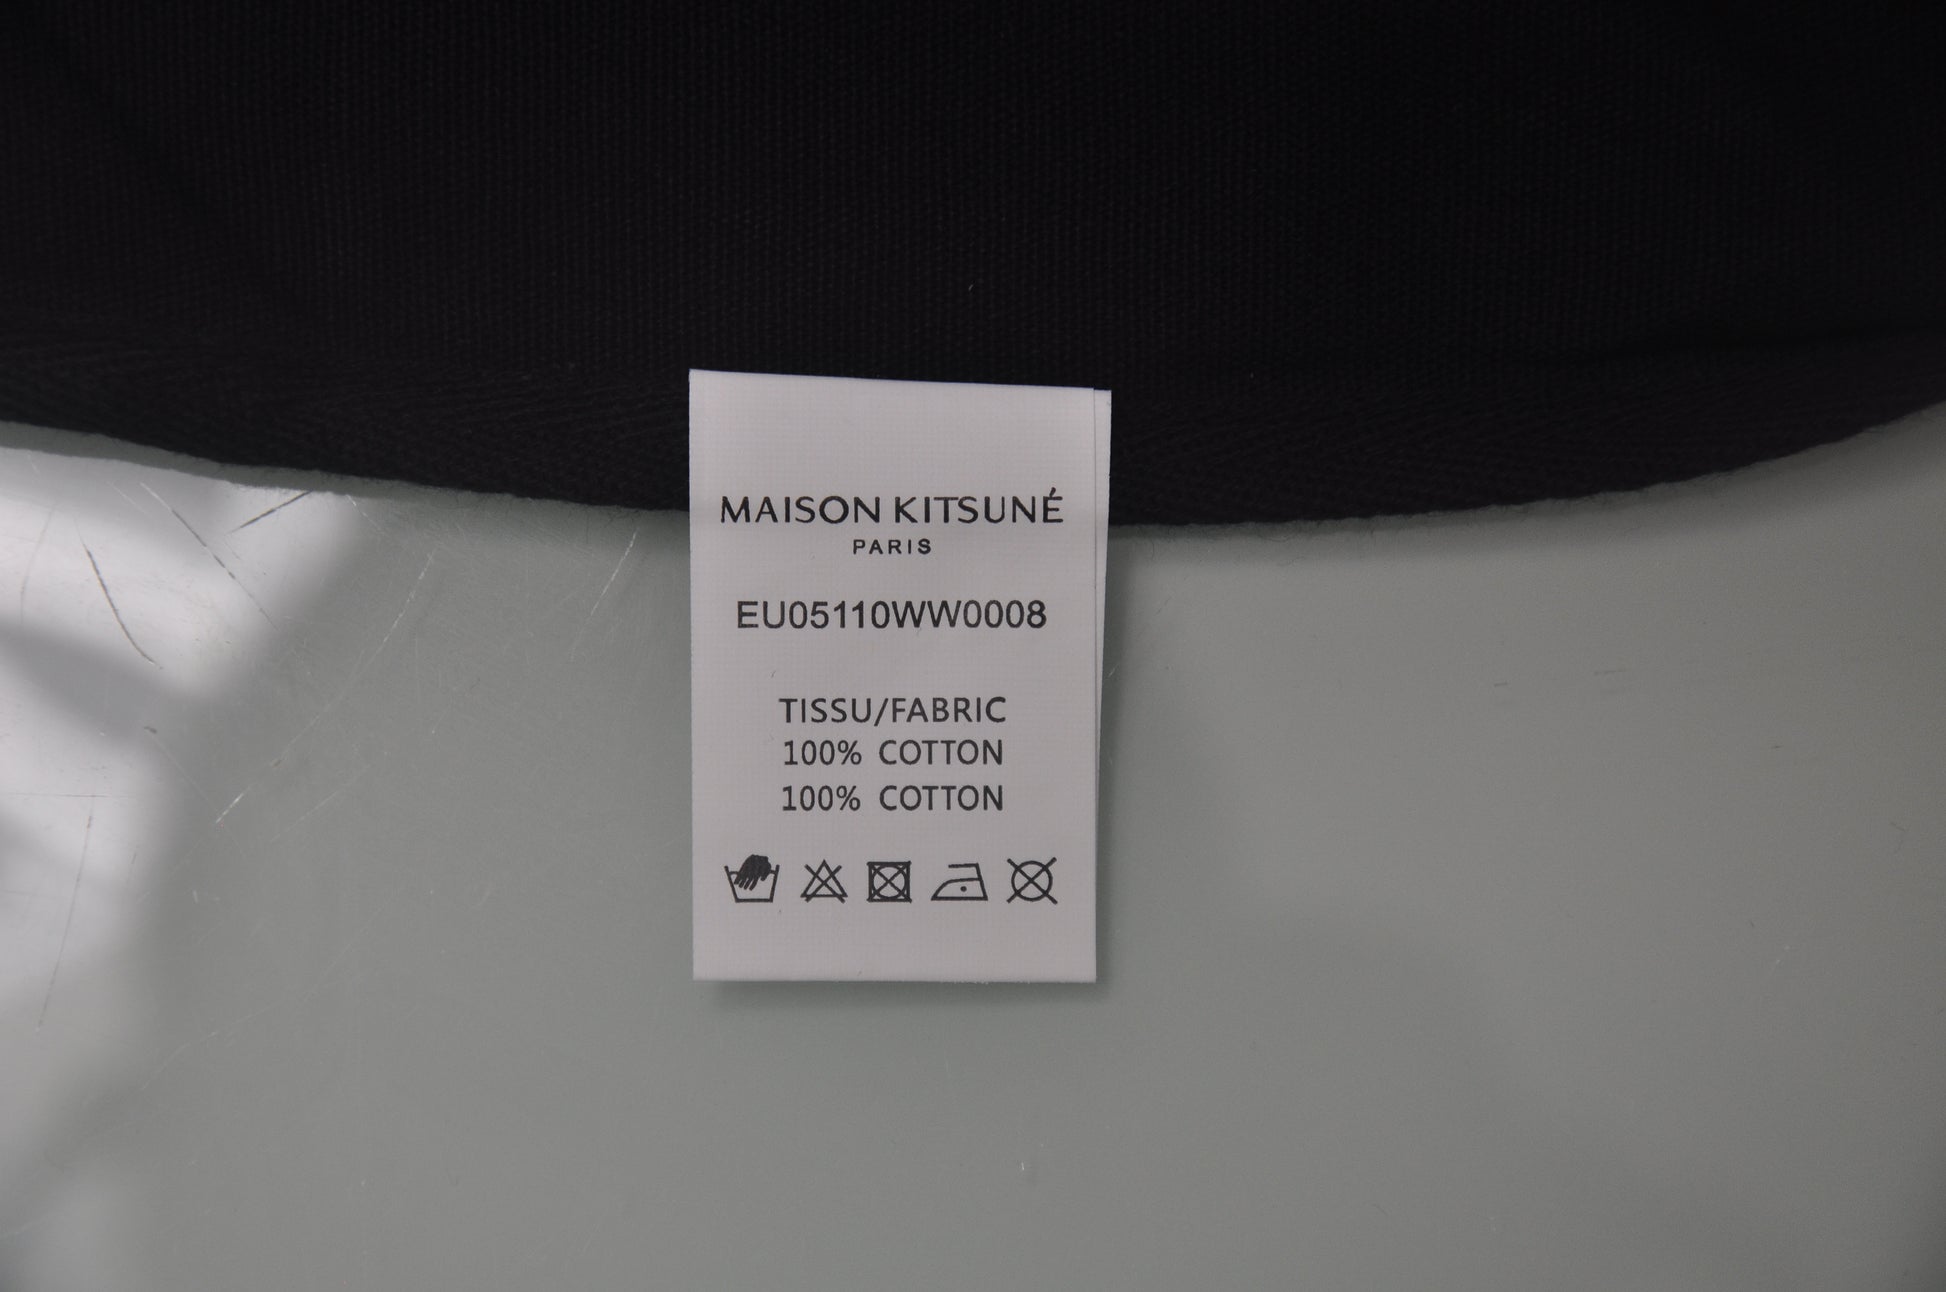 MAISON KITSUNÉ
PARIS
EU05110WW0008
TISSU/FABRIC
100% COTTON
100% COTTON